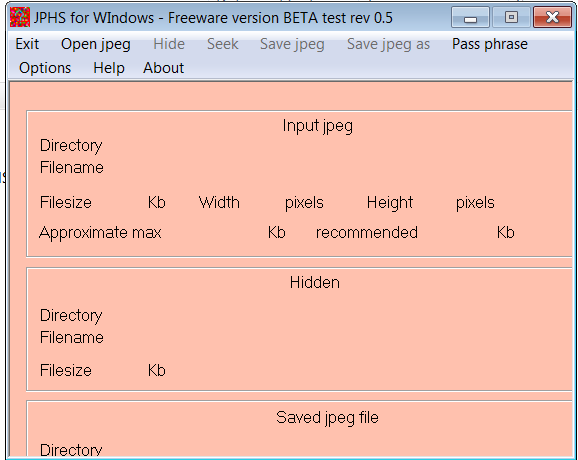 JPHS for WIndows - Freeware version BETA test rev 0.5
Exit Open jpeg Hide Seek Save jpeg Save jpeg as Pass phrase
Options Help About
Input jpeg
Directory
Filename
Filesize Kb Width pixels Height pixels
Approximate max Kb recommended Kb
Hidden
Directory
Filename
Filesize Kb
Saved jpeg file
Directory